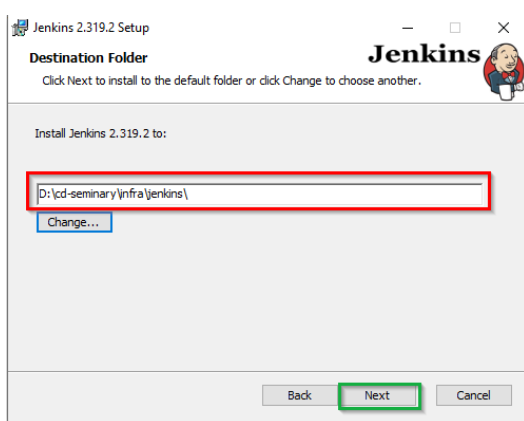 Jenkins 2.319.2 Setup
Destination Folder
Jenkins
Click Next to install to the default folder or click Change to choose another.
Install Jenkins 2.319.2 to:
D:\cd-seminary\infra\jenkins\
Change...
Back Next Cancel